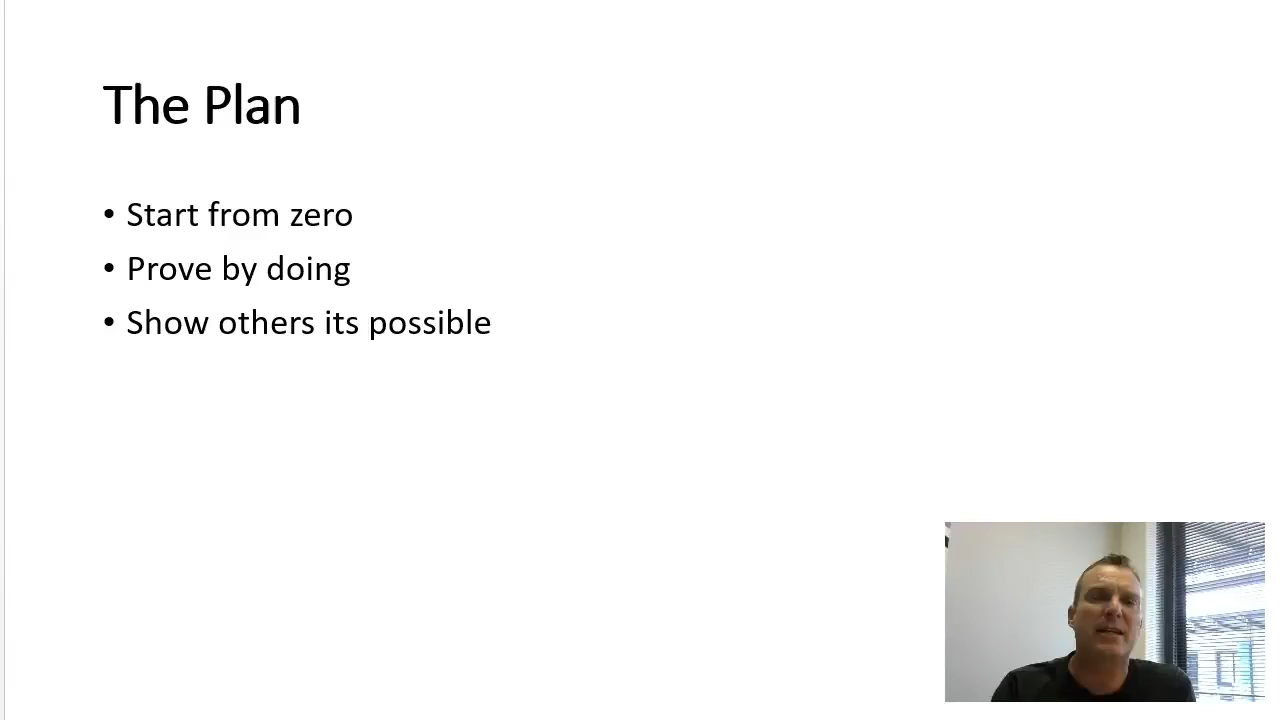 The Plan
• Start from zero
• Prove by doing
• Show others its possible